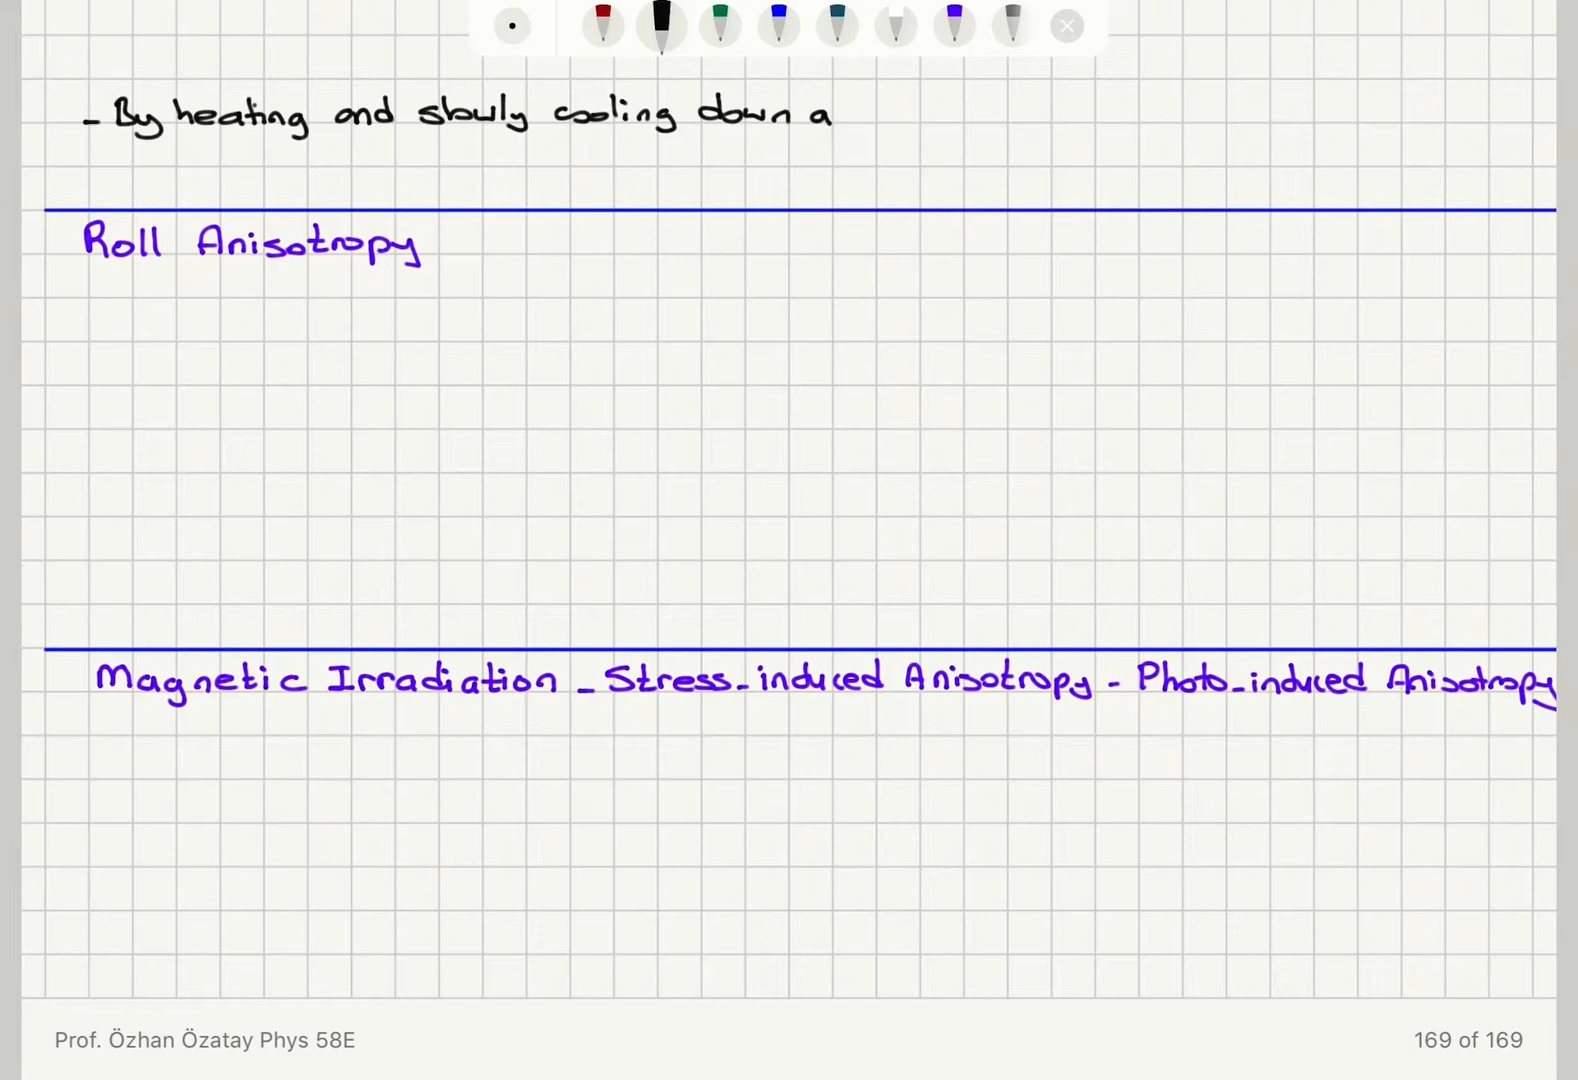 - By heating and slowly cooling down a
Roll Anisotropy
Magnetic Irradiation - Stress-induced Anisotropy - Photo-induced Anisotropy
Prof. Özhan Özatay Phys 58E
169 of 169